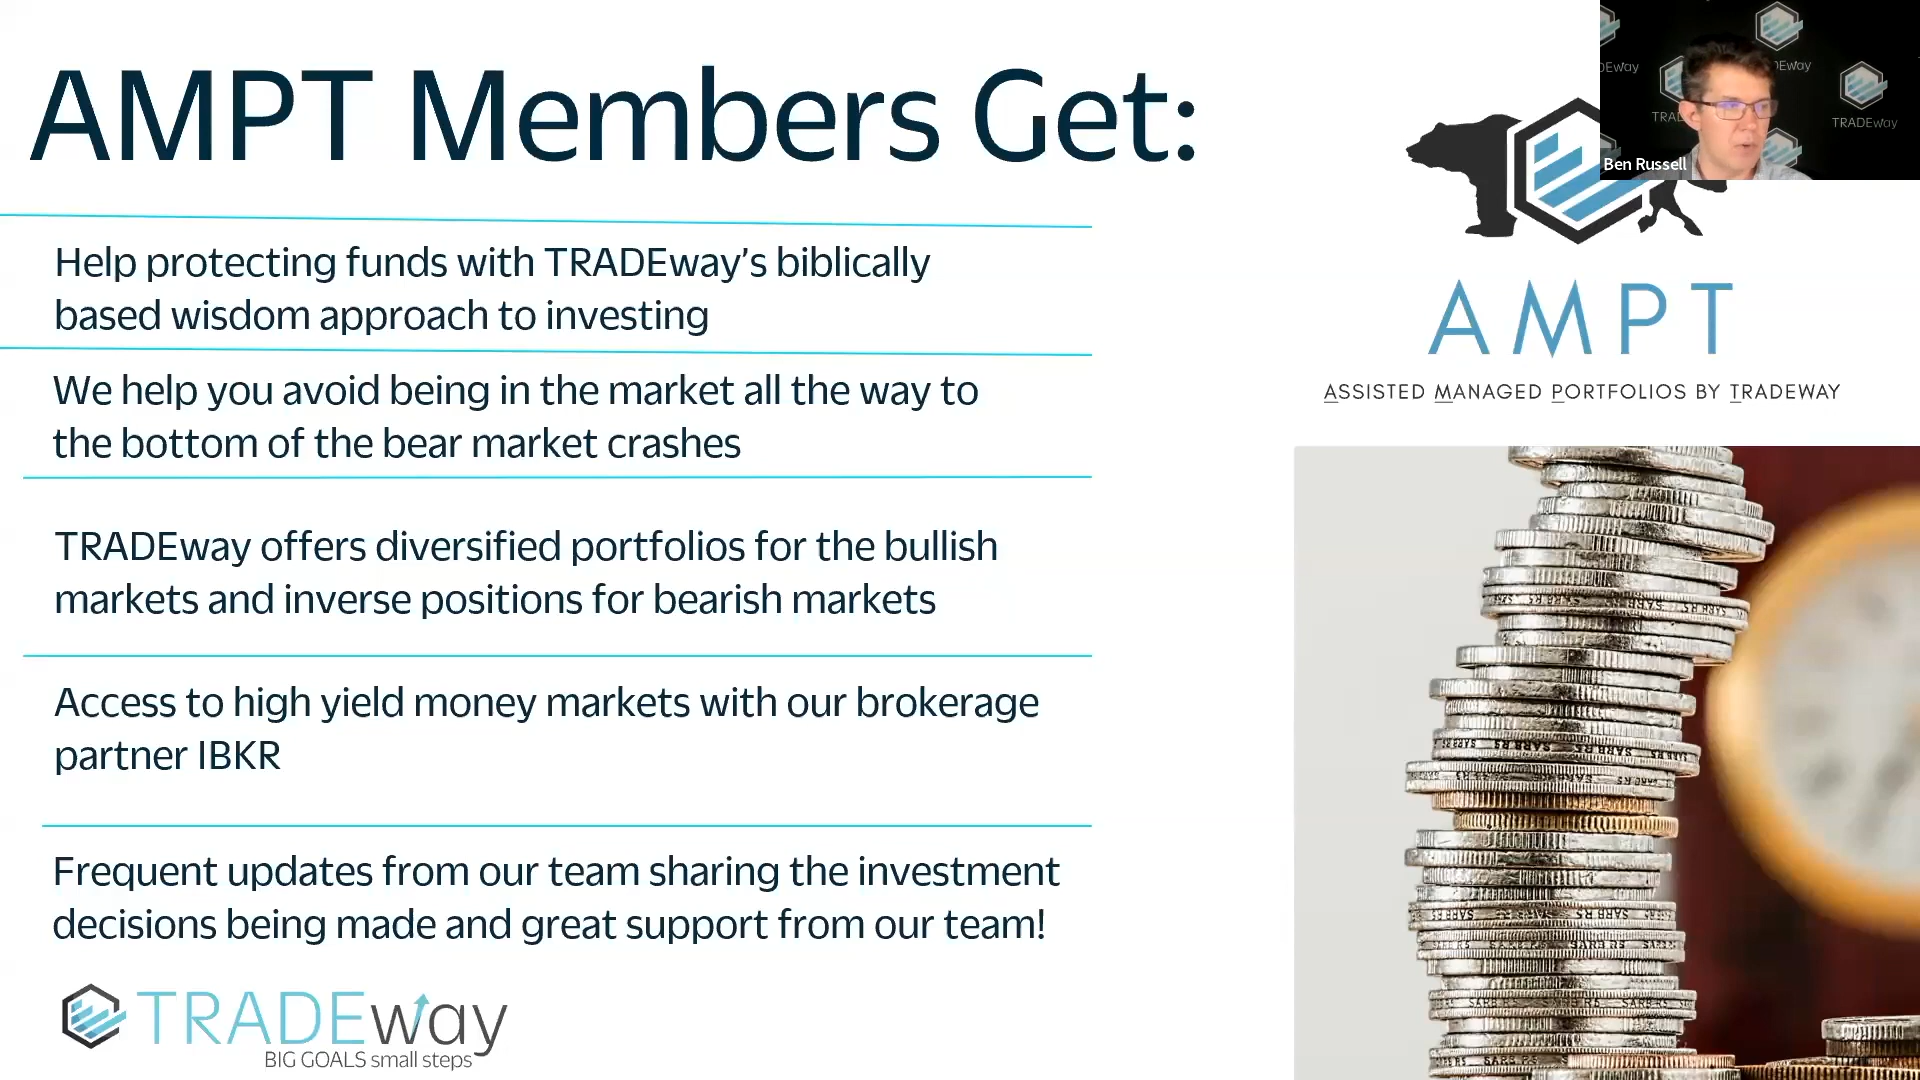 AMPT Members Get:
Help protecting funds with TRADEway’s biblically
based wisdom approach to investing
We help you avoid being in the market all the way to
the bottom of the bear market crashes
TRADEway offers diversified portfolios for the bullish
markets and inverse positions for bearish markets
Access to high yield money markets with our brokerage
partner IBKR
Frequent updates from our team sharing the investment
decisions being made and great support from our team!
TRADEway
BIG GOALS small steps
Ben Russell
TRADEway
AMPT
ASSISTED MANAGED PORTFOLIOS BY TRADEWAY